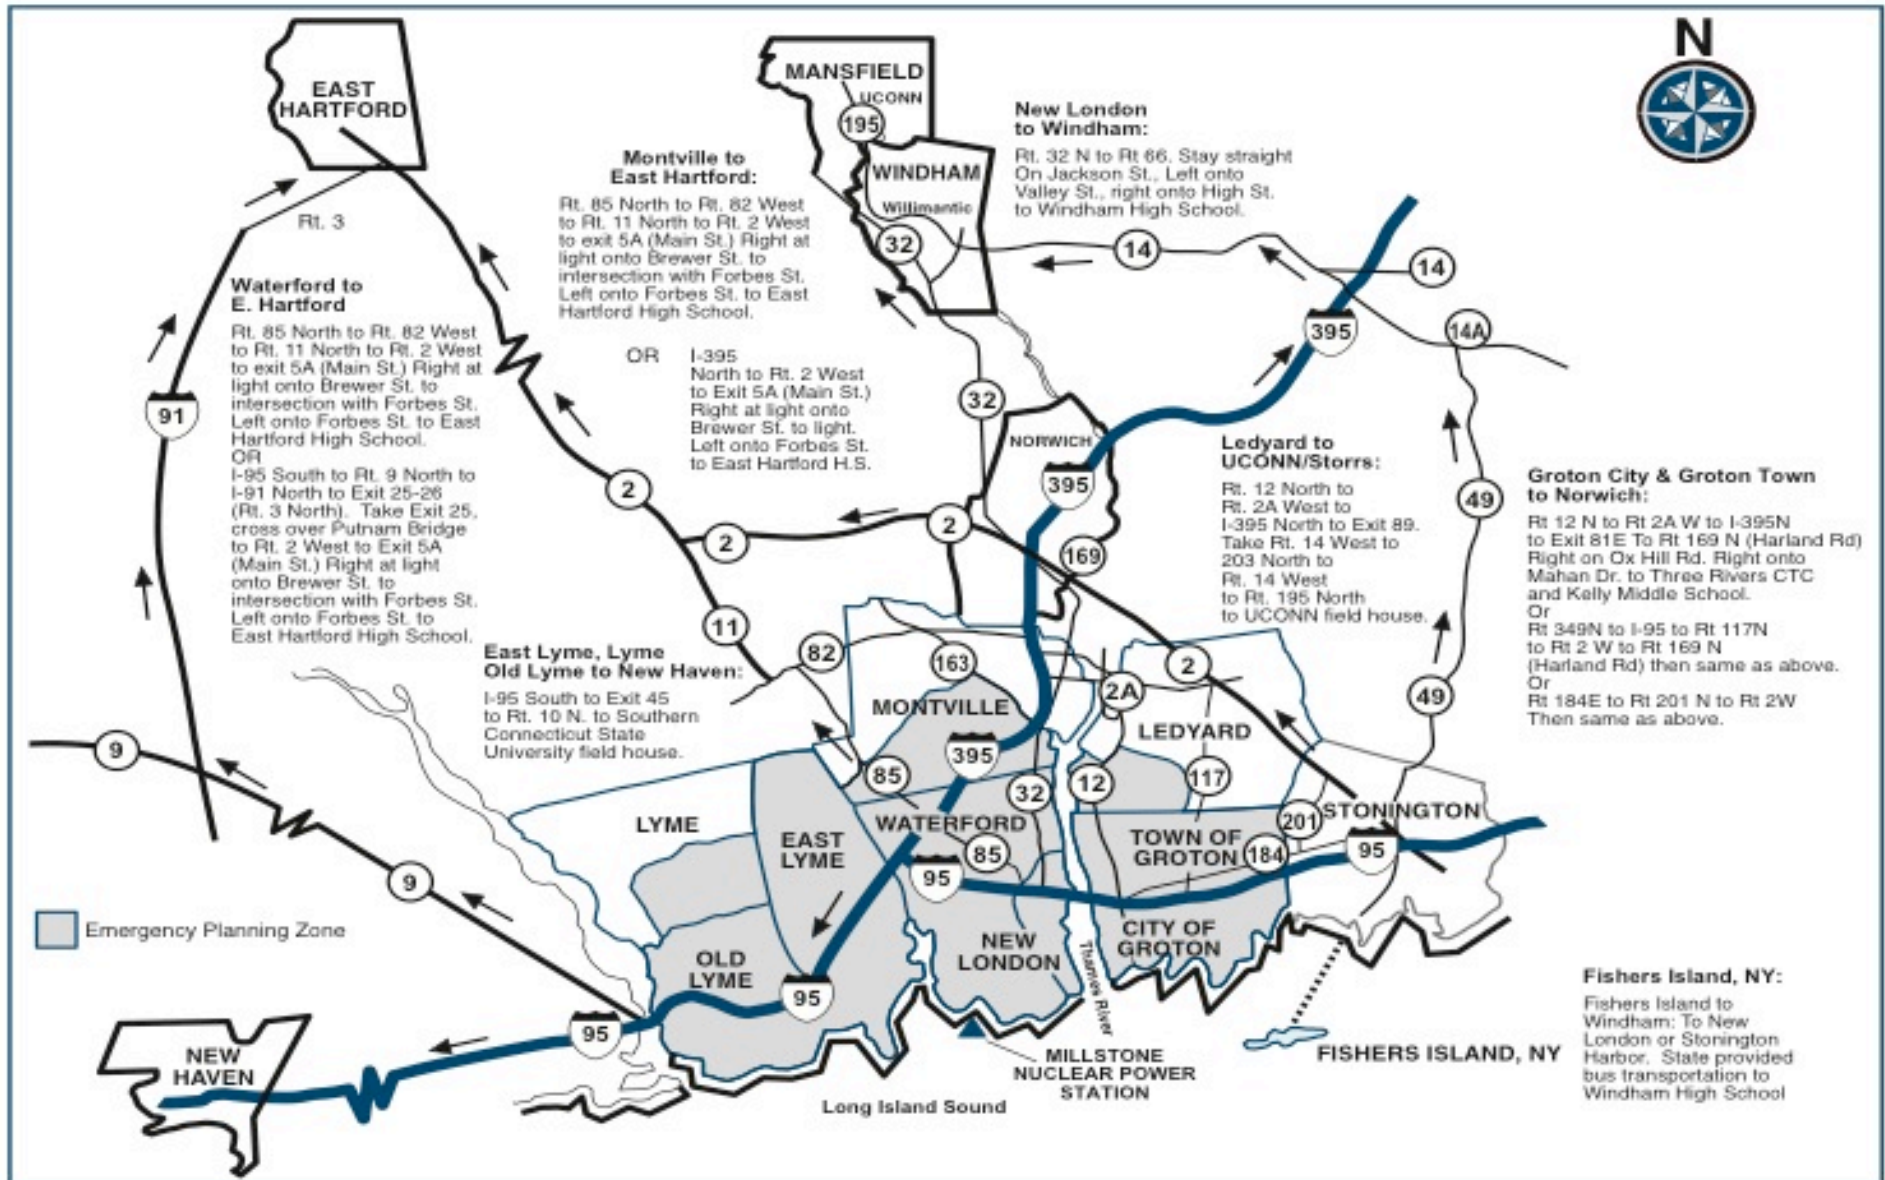 N
EAST
HARTFORD
Rt. 3
MANSFIELD
UCONN
195
WINDHAM
Willimantic
32
New London
to Windham:
Rt. 32 N to Rt 66. Stay straight
On Jackson St., Left onto
Valley St., right onto High St.
to Windham High School.
Montville to
East Hartford:
Rt. 85 North to Rt. 82 West
to Rt. 11 North to Rt. 2 West
to exit 5A (Main St.) Right at
light onto Brewer St. to
intersection with Forbes St.
Left onto Forbes St. to East
Hartford High School.
OR I-395
North to Rt. 2 West
to Exit 5A (Main St.)
Right at light onto
Brewer St. to light.
Left onto Forbes St.
to East Hartford H.S.
14
14
14A
395
Waterford to
E. Hartford
Rt. 85 North to Rt. 82 West
to Rt. 11 North to Rt. 2 West
to exit 5A (Main St.) Right at
light onto Brewer St. to
intersection with Forbes St.
Left onto Forbes St. to East
Hartford High School.
OR
I-95 South to Rt. 9 North to
I-91 North to Exit 25-26
(Rt. 3 North). Take Exit 25,
cross over Putnam Bridge
to Rt. 2 West to Exit 5A
(Main St.) Right at light
onto Brewer St. to
intersection with Forbes St.
Left onto Forbes St. to
East Hartford High School.
91
32
NORWICH
395
2
2
2
169
11
Ledyard to
UCONN/Storrs:
Rt. 12 North to
Rt. 2A West to
I-395 North to Exit 89.
Take Rt. 14 West to
203 North to
Rt. 14 West
to Rt. 195 North
to UCONN field house.
49
49
Groton City & Groton Town
to Norwich:
Rt 12 N to Rt 2A W to I-395N
to Exit 81E To Rt 169 N (Harland Rd)
Right on Ox Hill Rd. Right onto
Mahan Dr. to Three Rivers CTC
and Kelly Middle School.
Or
Rt 349N to I-95 to Rt 117N
to Rt 2 W to Rt 169 N
(Harland Rd) then same as above.
Or
Rt 184E to Rt 201 N to Rt 2W
Then same as above.
East Lyme, Lyme
Old Lyme to New Haven:
I-95 South to Exit 45
to Rt. 10 N. to Southern
Connecticut State
University field house.
82
163
2
2A
MONTVILLE
LEDYARD
395
9
85
32
12
117
LYME
EAST
LYME
WATERFORD
85
TOWN OF
GROTON
184
201
STONINGTON
95
95
9
Emergency Planning Zone
OLD
LYME
NEW
LONDON
CITY OF
GROTON
Thames River
95
95
NEW
HAVEN
MILLSTONE
NUCLEAR POWER
STATION
Long Island Sound
FISHERS ISLAND, NY
Fishers Island, NY:
Fishers Island to
Windham: To New
London or Stonington
Harbor. State provided
bus transportation to
Windham High School